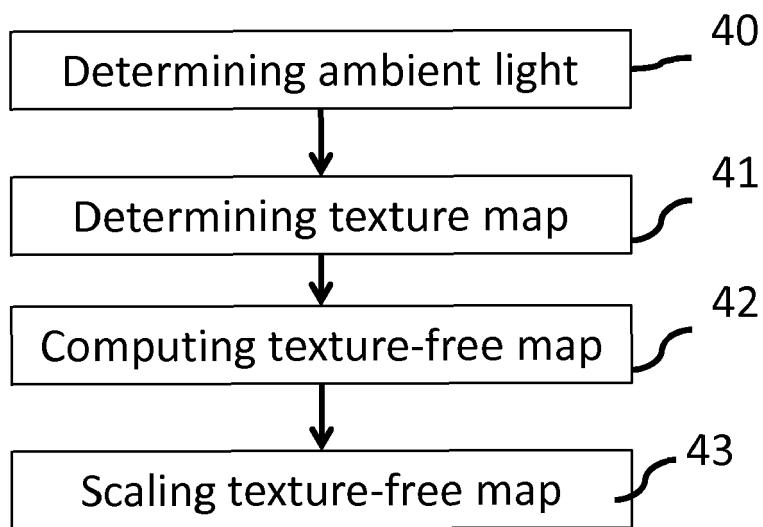 40
Determining ambient light
41
Determining texture map
42
Computing texture-free map
43
Scaling texture-free map